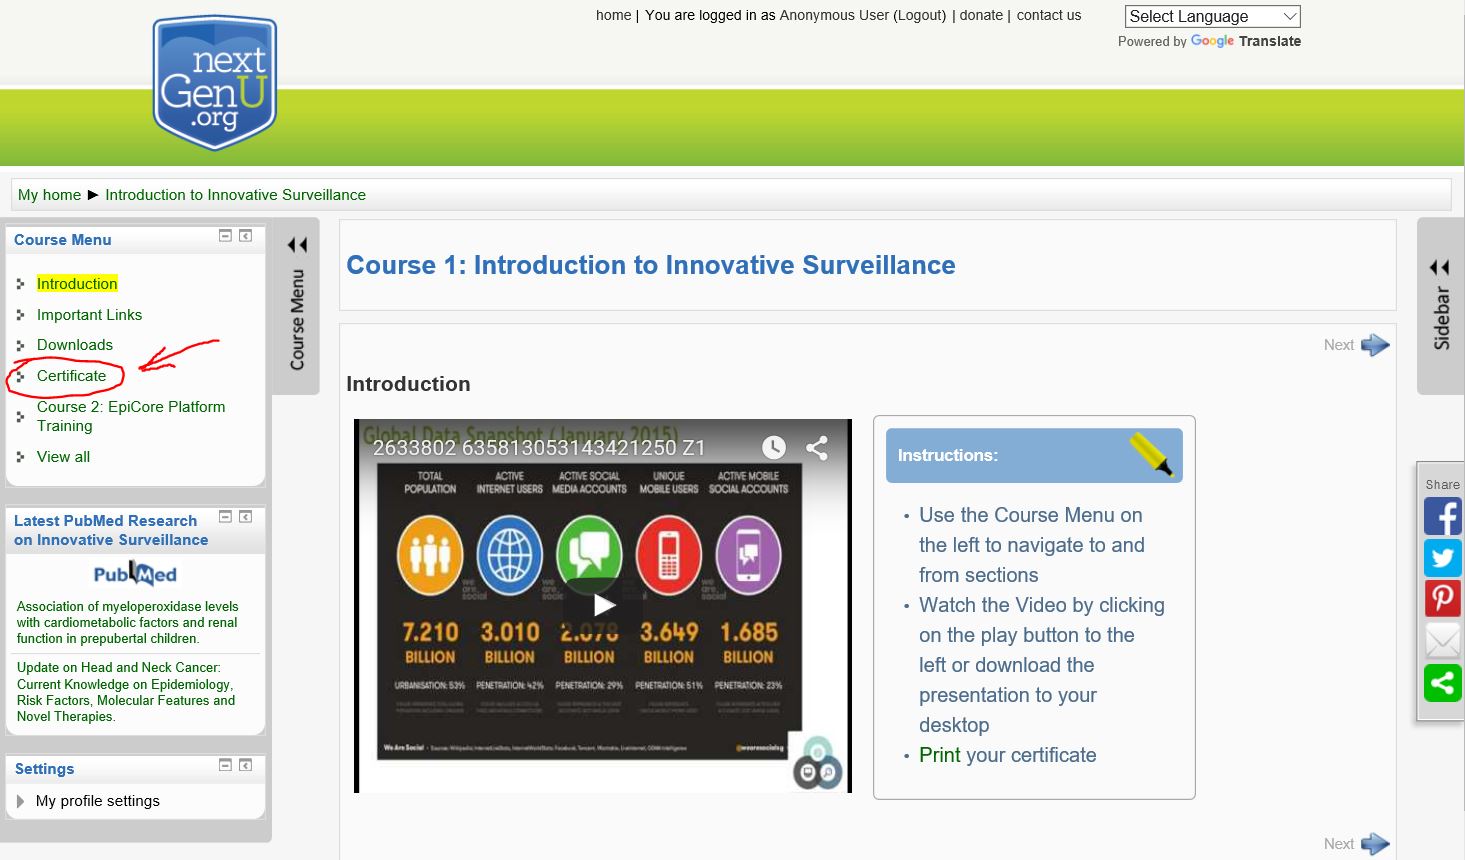 home | You are logged in as Anonymous User (Logout) | donate | contact us
Select Language
Powered by Google Translate
next
GenU
.org
My home ► Introduction to Innovative Surveillance
Course Menu
Introduction
Important Links
Downloads
Certificate
Course 2: EpiCore Platform
Training
View all
Latest PubMed Research
on Innovative Surveillance
PubMed
Association of myeloperoxidase levels
with cardiometabolic factors and renal
function in prepubertal children.
Update on Head and Neck Cancer:
Current Knowledge on Epidemiology,
Risk Factors, Molecular Features and
Novel Therapies.
Settings
My profile settings
Course Menu
Course 1: Introduction to Innovative Surveillance
Next
Introduction
Global Data Snapshot (January 2015)
2633802 635813053143421250 Z1
TOTAL POPULATION
ACTIVE INTERNET USERS
ACTIVE SOCIAL MEDIA ACCOUNTS
UNIQUE MOBILE USERS
ACTIVE MOBILE SOCIAL ACCOUNTS
we are social
7.210 BILLION
3.010 BILLION
2.078 BILLION
3.649 BILLION
1.685 BILLION
URBANISATION: 53%
PENETRATION: 42%
PENETRATION: 29%
PENETRATION: 51%
PENETRATION: 23%
We Are Social
@wearesocialsg
Instructions:
• Use the Course Menu on
the left to navigate to and
from sections
• Watch the Video by clicking
on the play button to the
left or download the
presentation to your
desktop
• Print your certificate
Next
Sidebar
Share